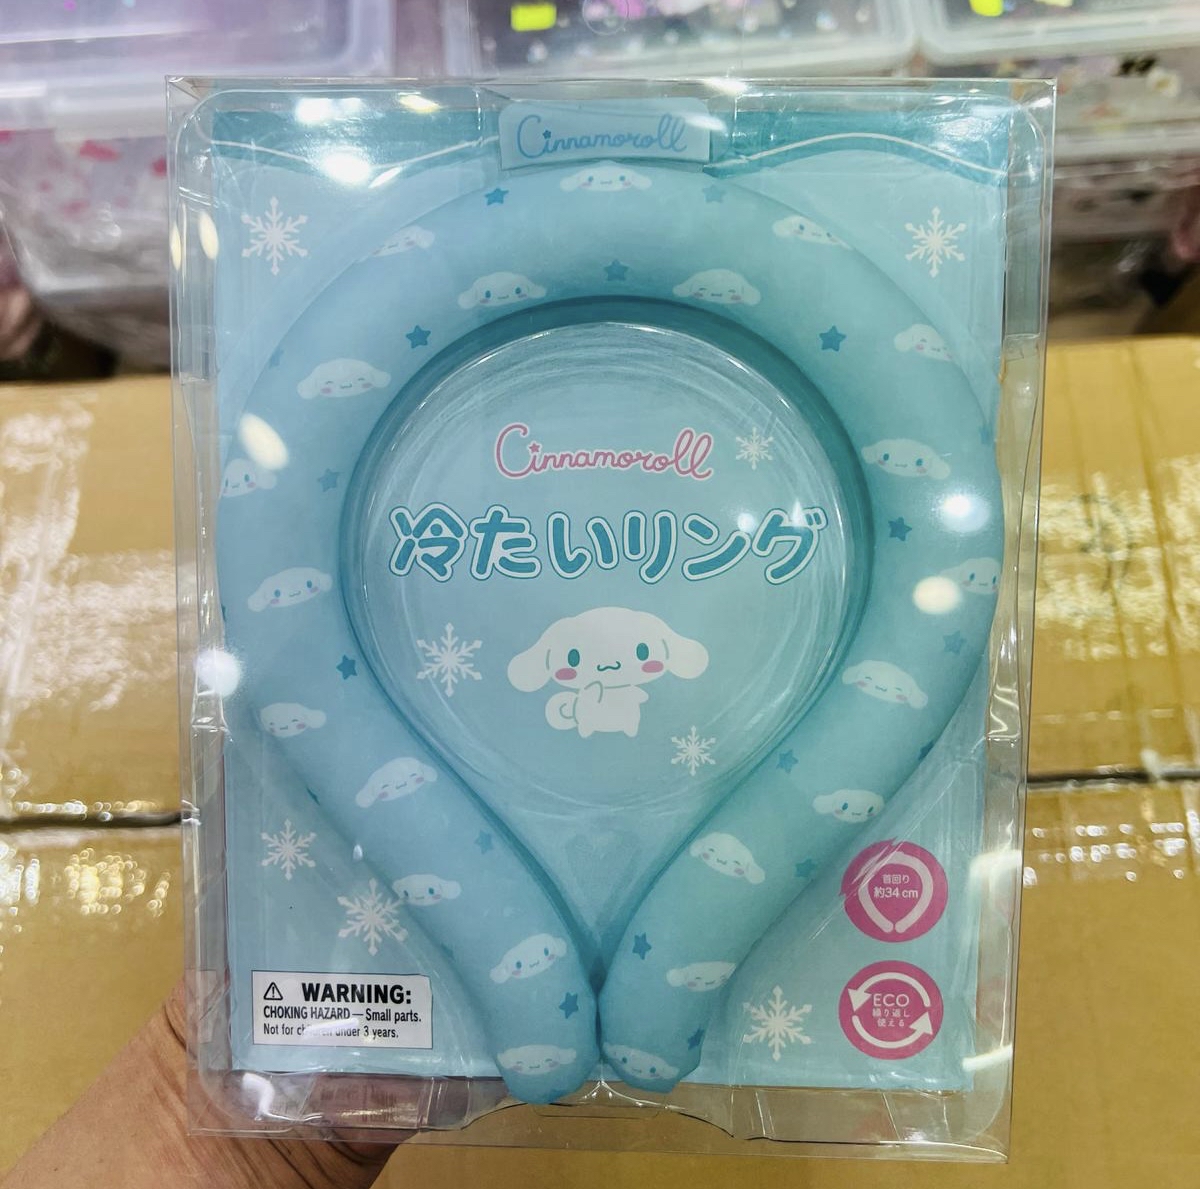 Cinnamoroll
Cinnamoroll
冷たいリング
首回り
約34cm
⚠ WARNING:
CHOKING HAZARD — Small parts.
Not for children under 3 years.
ECO
繰り返し
使える